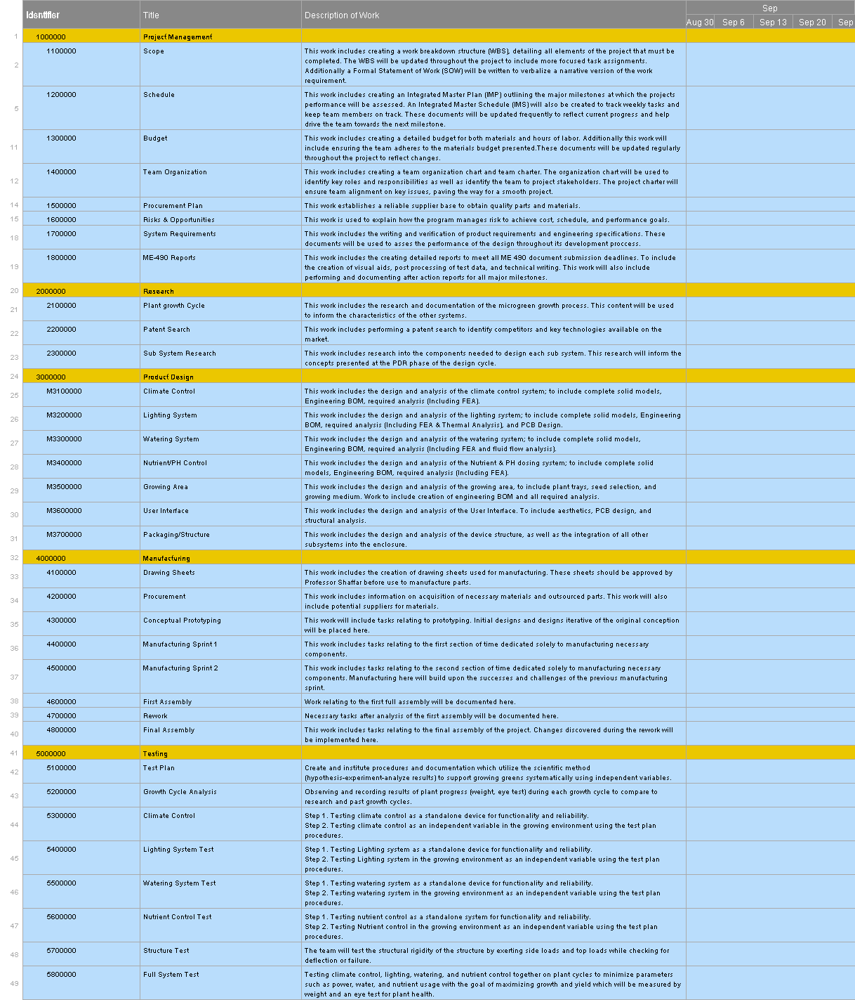 Identifier Title Description of Work Sep
Aug 30 Sep 6 Sep 13 Sep 20 Sep
1 1000000 Project Management
2 1100000 Scope This work includes creating a work breakdown structure (WBS), detailing all elements of the project that must be
completed. The WBS will be updated throughout the project to include more focused task assignments.
Additionally a Formal Statement of Work (SOW) will be written to verbalize a narrative version of the work
requirement.
5 1200000 Schedule This work includes creating an Integrated Master Plan (IMP) outlining the major milestones at which the projects
performance will be assessed. An Integrated Master Schedule (IMS) will also be created to track weekly tasks and
keep team members on track. These documents will be updated frequently to reflect current progress and help
drive the team towards the next milestone.
11 1300000 Budget This work includes creating a detailed budget for both materials and hours of labor. Additionally this work will
include ensuring the team adheres to the materials budget presented.These documents will be updated regularly
throughout the project to reflect changes.
12 1400000 Team Organization This work includes creating a team organization chart and team charter. The organization chart will be used to
identify key roles and responsibilities as well as identify the team to project stakeholders. The project charter will
ensure team alignment on key issues, paving the way for a smooth project.
14 1500000 Procurement Plan This work establishes a reliable supplier base to obtain quality parts and materials.
15 1600000 Risks & Opportunities This work is used to explain how the program manages risk to achieve cost, schedule, and performance goals.
18 1700000 System Requirements This work includes the writing and verification of product requirements and engineering specifications. These
documents will be used to asses the performance of the design throughout its development proccess.
19 1800000 ME-490 Reports This work includes the creating detailed reports to meet all ME 490 document submission deadlines. To include
the creation of visual aids, post processing of test data, and technical writing. This work will also include
performing and documenting after action reports for all major milestones.
20 2000000 Research
21 2100000 Plant growth Cycle This work includes the research and documentation of the microgreen growth process. This content will be used
to inform the characteristics of the other systems.
22 2200000 Patent Search This work includes performing a patent search to identify competitors and key technologies available on the
market.
23 2300000 Sub System Research This work includes research into the components needed to design each sub system. This research will inform the
concepts presented at the PDR phase of the design cycle.
24 3000000 Product Design
25 M3100000 Climate Control This work includes the design and analysis of the climate control system; to include complete solid models,
Engineering BOM, required analysis (Including FEA).
26 M3200000 Lighting System This work includes the design and analysis of the lighting system; to include complete solid models, Engineering
BOM, required analysis (Including FEA & Thermal Analysis), and PCB Design.
27 M3300000 Watering System This work includes the design and analysis of the watering system; to include complete solid models,
Engineering BOM, required analysis (Including FEA and fluid flow analysis).
28 M3400000 Nutrient/PH Control This work includes the design and analysis of the Nutrient & PH dosing system; to include complete solid
models, Engineering BOM, required analysis (Including FEA).
29 M3500000 Growing Area This work includes the design and analysis of the growing area, to include plant trays, seed selection, and
growing medium. Work to include creation of engineering BOM and all required analysis.
30 M3600000 User Interface This work includes the design and analysis of the User Interface. To include aesthetics, PCB design, and
structural analysis.
31 M3700000 Packaging/Structure This work includes the design and analysis of the device structure, as well as the integration of all other
subsystems into the enclosure.
32 4000000 Manufacturing
33 4100000 Drawing Sheets This work includes the creation of drawing sheets used for manufacturing. These sheets should be approved by
Professor Shaffar before use to manufacture parts.
34 4200000 Procurement This work includes information on acquisition of necessary materials and outsourced parts. This work will also
include potential suppliers for materials.
35 4300000 Conceptual Prototyping This work will include tasks relating to prototyping. Initial designs and designs iterative of the original conception
will be placed here.
36 4400000 Manufacturing Sprint 1 This work includes tasks relating to the first section of time dedicated solely to manufacturing necessary
components.
37 4500000 Manufacturing Sprint 2 This work includes tasks relating to the second section of time dedicated solely to manufacturing necessary
components. Manufacturing here will build upon the successes and challenges of the previous manufacturing
sprint.
38 4600000 First Assembly Work relating to the first full assembly will be documented here.
39 4700000 Rework Necessary tasks after analysis of the first assembly will be documented here.
40 4800000 Final Assembly This work includes tasks relating to the final assembly of the project. Changes discovered during the rework will
be implemented here.
41 5000000 Testing
42 5100000 Test Plan Create and institute procedures and documentation which utilize the scientific method
(hypothesis-experiment-analyze results) to support growing greens systematically using independent variables.
43 5200000 Growth Cycle Analysis Observing and recording results of plant progress (weight, eye test) during each growth cycle to compare to
research and past growth cycles.
44 5300000 Climate Control Step 1. Testing climate control as a standalone device for functionality and reliability.
Step 2. Testing climate control as an independent variable in the growing environment using the test plan
procedures.
45 5400000 Lighting System Test Step 1. Testing Lighting system as a standalone device for functionality and reliability.
Step 2. Testing Lighting system in the growing environment as an independent variable using the test plan
procedures.
46 5500000 Watering System Test Step 1. Testing watering system as a standalone device for functionality and reliability.
Step 2. Testing watering system in the growing environment as an independent variable using the test plan
procedures.
47 5600000 Nutrient Control Test Step 1. Testing nutrient control as a standalone system for functionality and reliability.
Step 2. Testing Nutrient control in the growing environment as an independent variable using the test plan
procedures.
48 5700000 Structure Test The team will test the structural rigidity of the structure by exerting side loads and top loads while checking for
deflection or failure.
49 5800000 Full System Test Testing climate control, lighting, watering, and nutrient control together on plant cycles to minimize parameters
such as power, water, and nutrient usage with the goal of maximizing growth and yield which will be measured by
weight and an eye test for plant health.